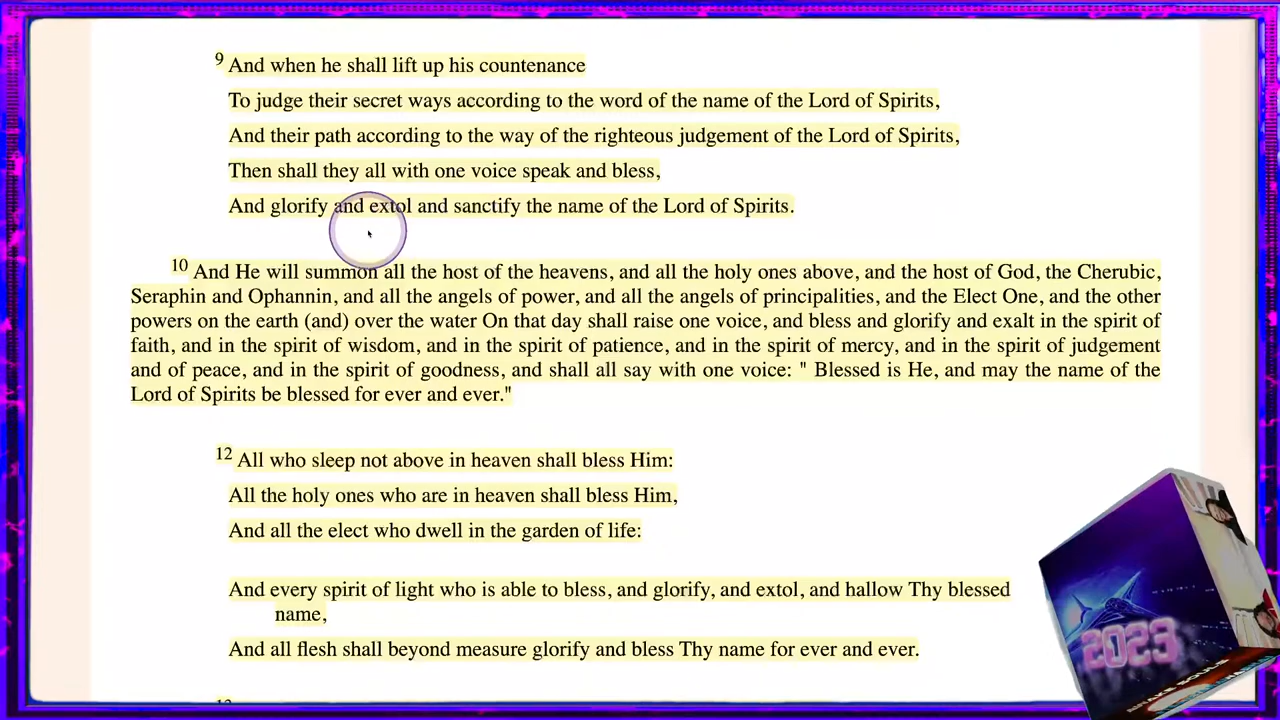 9 And when he shall lift up his countenance
To judge their secret ways according to the word of the name of the Lord of Spirits,
And their path according to the way of the righteous judgement of the Lord of Spirits,
Then shall they all with one voice speak and bless,
And glorify and extol and sanctify the name of the Lord of Spirits.
10 And He will summon all the host of the heavens, and all the holy ones above, and the host of God, the Cherubic,
Seraphin and Ophannin, and all the angels of power, and all the angels of principalities, and the Elect One, and the other
powers on the earth (and) over the water On that day shall raise one voice, and bless and glorify and exalt in the spirit of
faith, and in the spirit of wisdom, and in the spirit of patience, and in the spirit of mercy, and in the spirit of judgement
and of peace, and in the spirit of goodness, and shall all say with one voice: " Blessed is He, and may the name of the
Lord of Spirits be blessed for ever and ever."
12 All who sleep not above in heaven shall bless Him:
All the holy ones who are in heaven shall bless Him,
And all the elect who dwell in the garden of life:
And every spirit of light who is able to bless, and glorify, and extol, and hallow Thy blessed
name,
And all flesh shall beyond measure glorify and bless Thy name for ever and ever.
2023